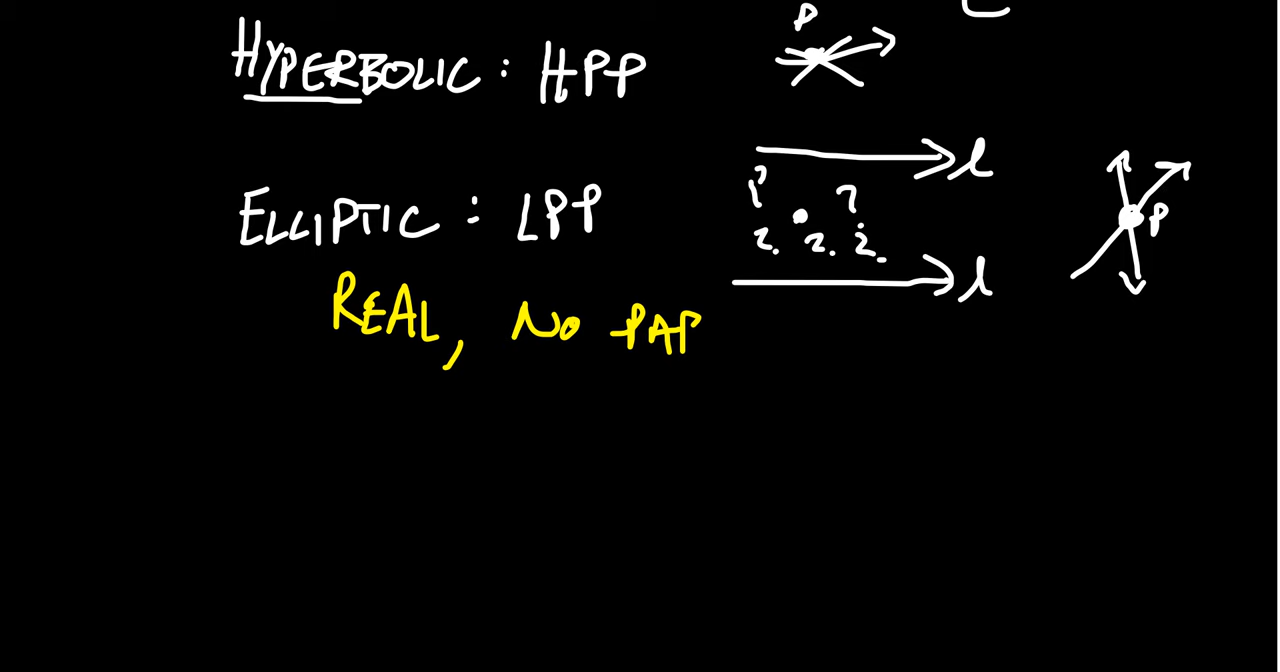 P
HYPERBOLIC : HPP
l
ELLIPTIC : LPP
? ?
P
? ? ?
l
REAL, NO PAP